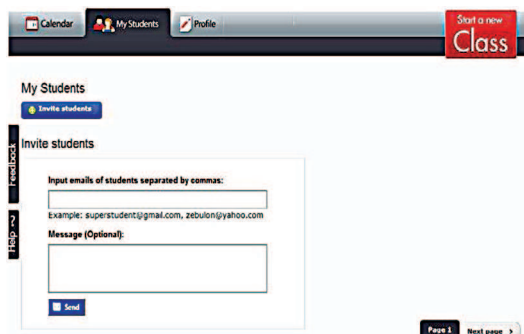 Calendar
My Students
Profile
Start a new
Class
My Students
Invite students
Feedback
Invite students
Input emails of students separated by commas:
Example: superstudent@gmail.com, zebulon@yahoo.com
Help ?
Message (Optional):
Send
Page 1
Next page >